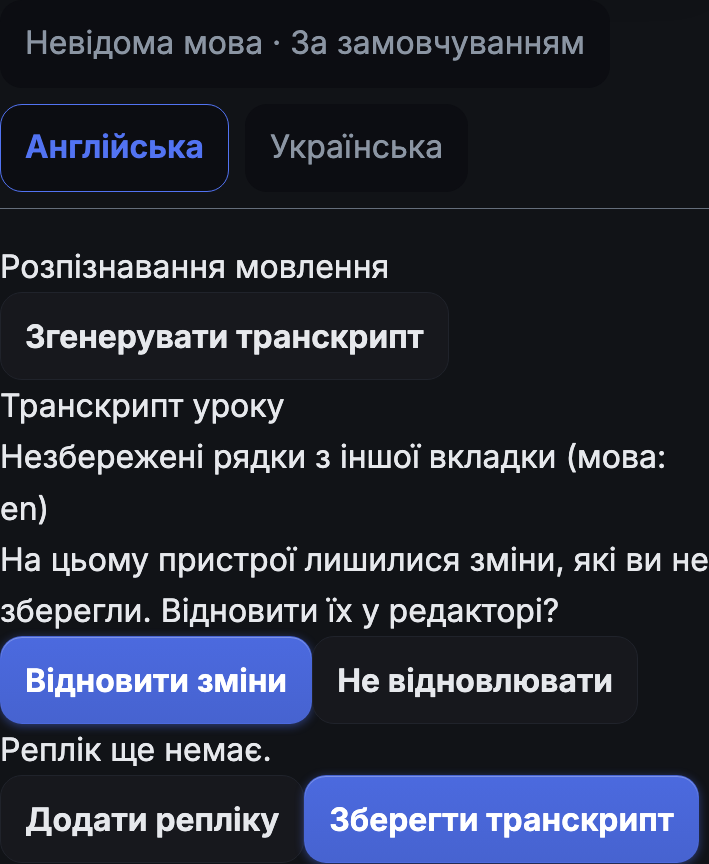 Невідома мова · За замовчуванням
Англійська Українська
Розпізнавання мовлення
Згенерувати транскрипт
Транскрипт уроку
Незбережені рядки з іншої вкладки (мова:
en)
На цьому пристрої лишилися зміни, які ви не
зберегли. Відновити їх у редакторі?
Відновити зміни Не відновлювати
Реплік ще немає.
Додати репліку Зберегти транскрипт